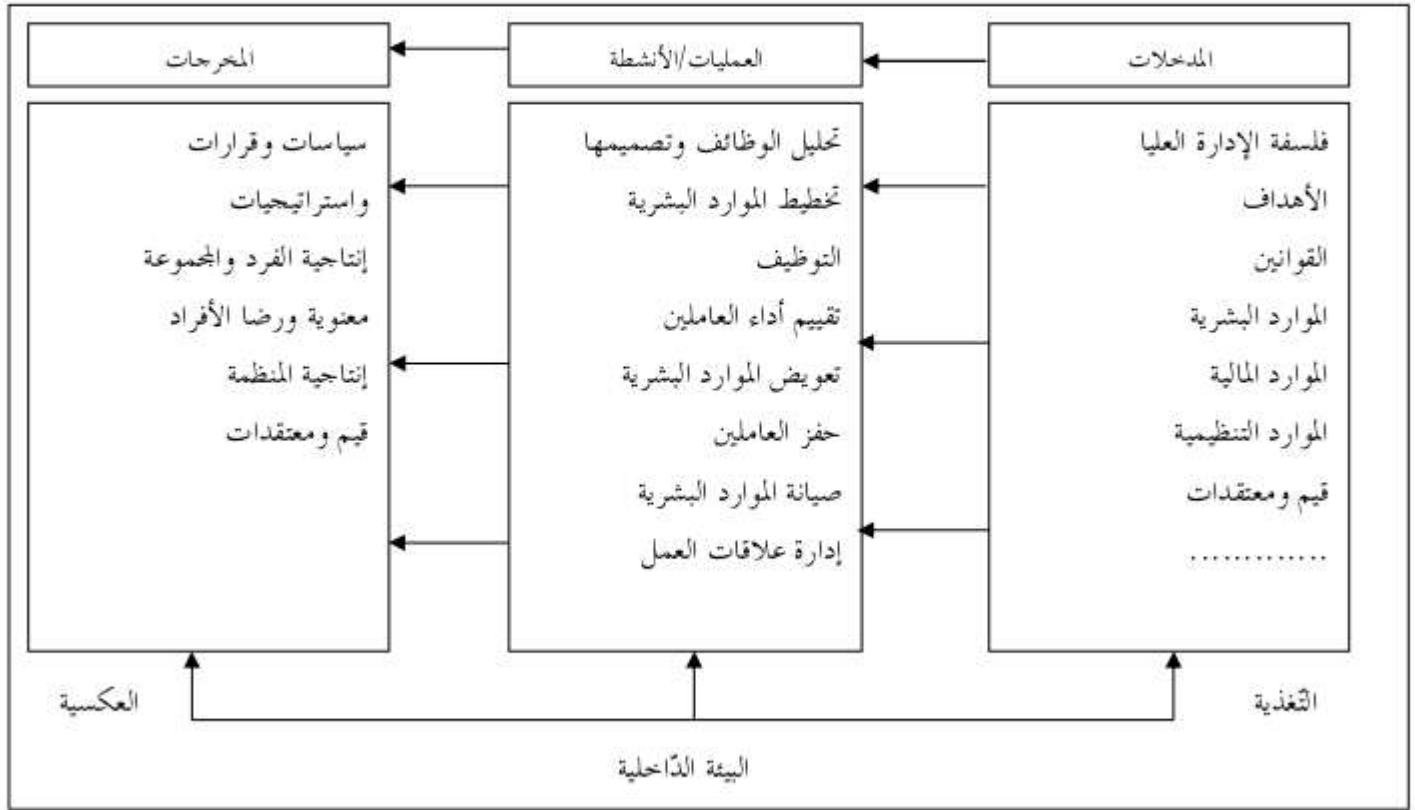 المدخلات
العمليات/الأنشطة
المخرجات
فلسفة الإدارة العليا
الأهداف
القوانين
الموارد البشرية
الموارد المالية
الموارد التنظيمية
قيم ومعتقدات
.............
تحليل الوظائف وتصميمها
تخطيط الموارد البشرية
التوظيف
تقييم أداء العاملين
تعويض الموارد البشرية
حفز العاملين
صيانة الموارد البشرية
إدارة علاقات العمل
سياسات وقرارات
واستراتيجيات
إنتاجية الفرد والمجموعة
معنوية ورضا الأفراد
إنتاجية المنظمة
قيم ومعتقدات
التّغذية
العكسية
البيئة الدّاخلية